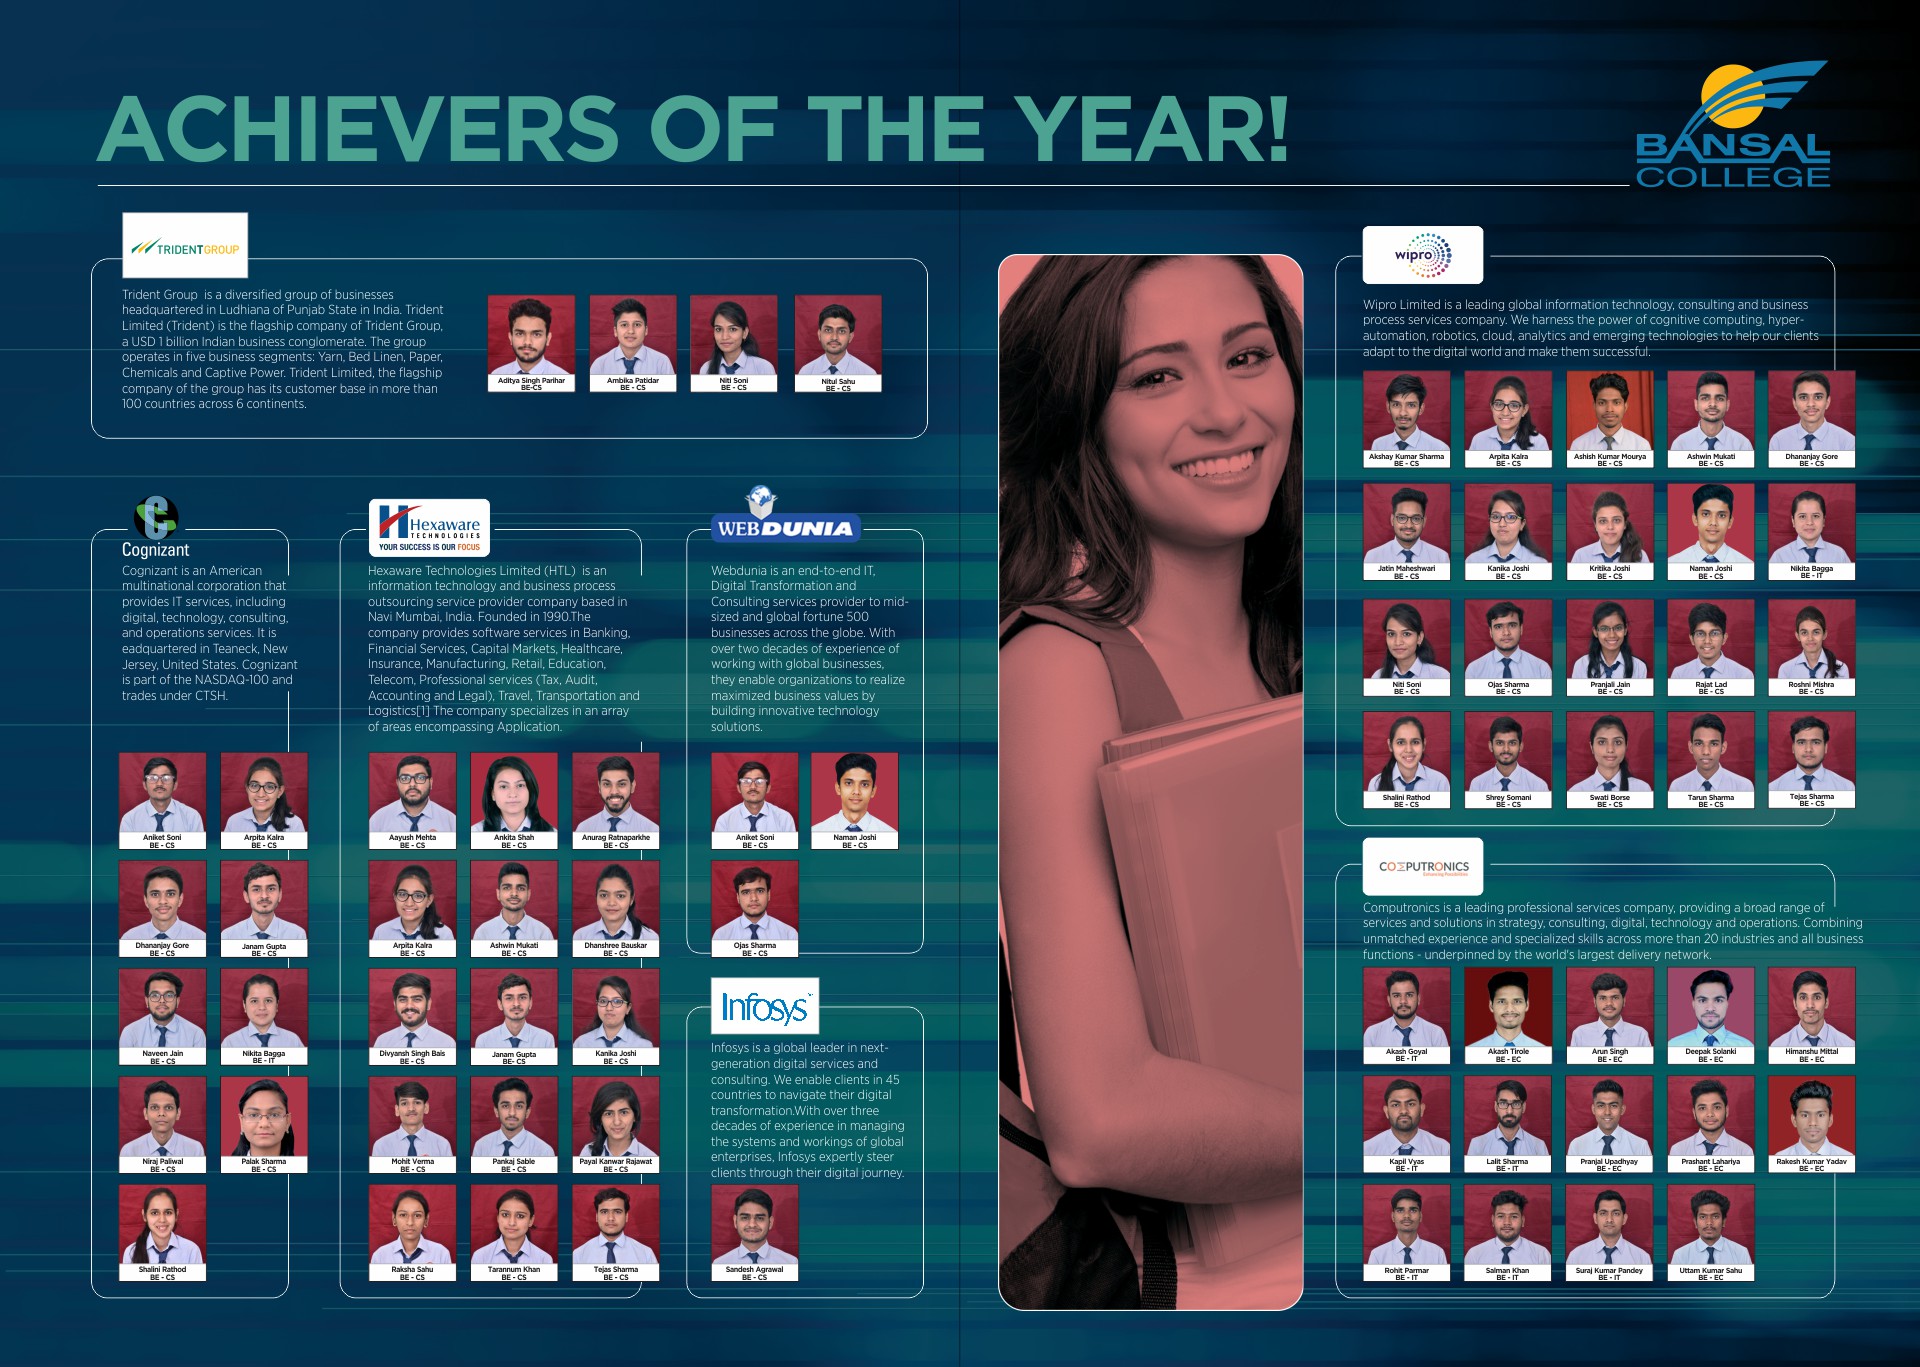 ACHIEVERS OF THE YEAR!
BANSAL
COLLEGE
TRIDENTGROUP
Trident Group is a diversified group of businesses
headquartered in Ludhiana of Punjab State in India. Trident
Limited (Trident) is the flagship company of Trident Group,
a USD 1 billion Indian business conglomerate. The group
operates in five business segments: Yarn, Bed Linen, Paper,
Chemicals and Captive Power. Trident Limited, the flagship
company of the group has its customer base in more than
100 countries across 6 continents.
Aditya Singh Parihar
BE-CS
Ambika Patidar
BE - CS
Niti Soni
BE - CS
Nitul Sahu
BE - CS
Cognizant
Cognizant is an American
multinational corporation that
provides IT services, including
digital, technology, consulting,
and operations services. It is
eadquartered in Teaneck, New
Jersey, United States. Cognizant
is part of the NASDAQ-100 and
trades under CTSH.
Aniket Soni
BE - CS
Arpita Kalra
BE - CS
Dhananjay Gore
BE - CS
Janam Gupta
BE - CS
Naveen Jain
BE - CS
Nikita Bagga
BE - IT
Niraj Paliwal
BE - CS
Palak Sharma
BE - CS
Shalini Rathod
BE - CS
Hexaware
TECHNOLOGIES
YOUR SUCCESS IS OUR FOCUS
Hexaware Technologies Limited (HTL) is an
information technology and business process
outsourcing service provider company based in
Navi Mumbai, India. Founded in 1990.The
company provides software services in Banking,
Financial Services, Capital Markets, Healthcare,
Insurance, Manufacturing, Retail, Education,
Telecom, Professional services (Tax, Audit,
Accounting and Legal), Travel, Transportation and
Logistics[1] The company specializes in an array
of areas encompassing Application.
Aayush Mehta
BE - CS
Ankita Shah
BE - CS
Anurag Ratnaparkhe
BE - CS
Arpita Kalra
BE - CS
Ashwin Mukati
BE - CS
Dhanshree Bauskar
BE - CS
Divyansh Singh Bais
BE - CS
Janam Gupta
BE- CS
Kanika Joshi
BE - CS
Mohit Verma
BE - CS
Pankaj Sable
BE - CS
Payal Kanwar Rajawat
BE - CS
Raksha Sahu
BE - CS
Tarannum Khan
BE - CS
Tejas Sharma
BE - CS
WEBDUNIA
Webdunia is an end-to-end IT,
Digital Transformation and
Consulting services provider to mid-
sized and global fortune 500
businesses across the globe. With
over two decades of experience of
working with global businesses,
they enable organizations to realize
maximized business values by
building innovative technology
solutions.
Aniket Soni
BE - CS
Naman Joshi
BE - CS
Ojas Sharma
BE - CS
Infosys
Infosys is a global leader in next-
generation digital services and
consulting. We enable clients in 45
countries to navigate their digital
transformation.With over three
decades of experience in managing
the systems and workings of global
enterprises, Infosys expertly steer
clients through their digital journey.
Sandesh Agrawal
BE - CS
wipro
Wipro Limited is a leading global information technology, consulting and business
process services company. We harness the power of cognitive computing, hyper-
automation, robotics, cloud, analytics and emerging technologies to help our clients
adapt to the digital world and make them successful.
Akshay Kumar Sharma
BE - CS
Arpita Kalra
BE - CS
Ashish Kumar Mourya
BE - CS
Ashwin Mukati
BE - CS
Dhananjay Gore
BE - CS
Jatin Maheshwari
BE - CS
Kanika Joshi
BE - CS
Kritika Joshi
BE - CS
Naman Joshi
BE - CS
Nikita Bagga
BE - IT
Niti Soni
BE - CS
Ojas Sharma
BE - CS
Pranjali Jain
BE - CS
Rajat Lad
BE - CS
Roshni Mishra
BE - CS
Shalini Rathod
BE - CS
Shrey Somani
BE - CS
Swati Borse
BE - CS
Tarun Sharma
BE - CS
Tejas Sharma
BE - CS
COMPUTRONICS
Computronics is a leading professional services company, providing a broad range of
services and solutions in strategy, consulting, digital, technology and operations. Combining
unmatched experience and specialized skills across more than 20 industries and all business
functions - underpinned by the world's largest delivery network.
Akash Goyal
BE - IT
Akash Tirole
BE - EC
Arun Singh
BE - EC
Deepak Solanki
BE - EC
Himanshu Mittal
BE - EC
Kapil Vyas
BE - IT
Lalit Sharma
BE - IT
Pranjal Upadhyay
BE - EC
Prashant Lahariya
BE - EC
Rakesh Kumar Yadav
BE - EC
Rohit Parmar
BE - IT
Salman Khan
BE - IT
Suraj Kumar Pandey
BE - IT
Uttam Kumar Sahu
BE - EC